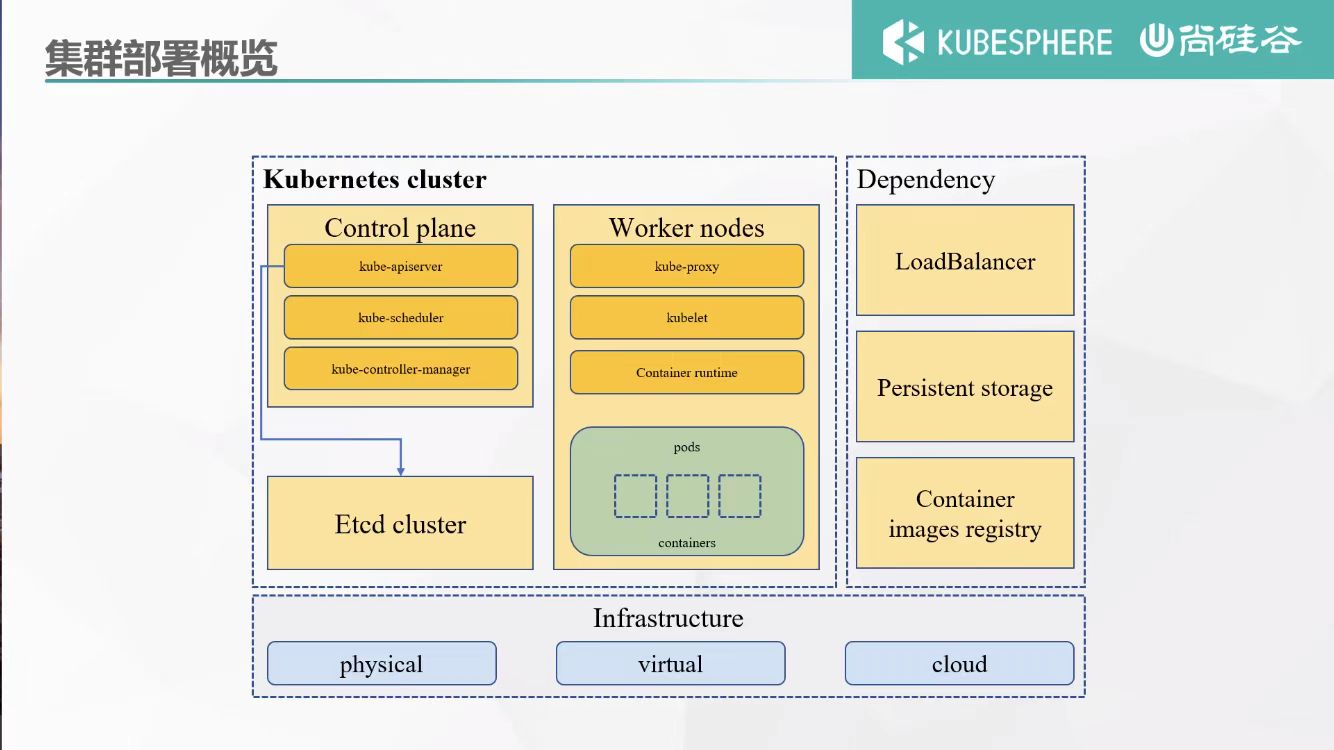 集群部署概览
KUBESPHERE
尚硅谷
Kubernetes cluster
Control plane
kube-apiserver
kube-scheduler
kube-controller-manager
Etcd cluster
Worker nodes
kube-proxy
kubelet
Container runtime
pods
containers
Dependency
LoadBalancer
Persistent storage
Container
images registry
Infrastructure
physical
virtual
cloud